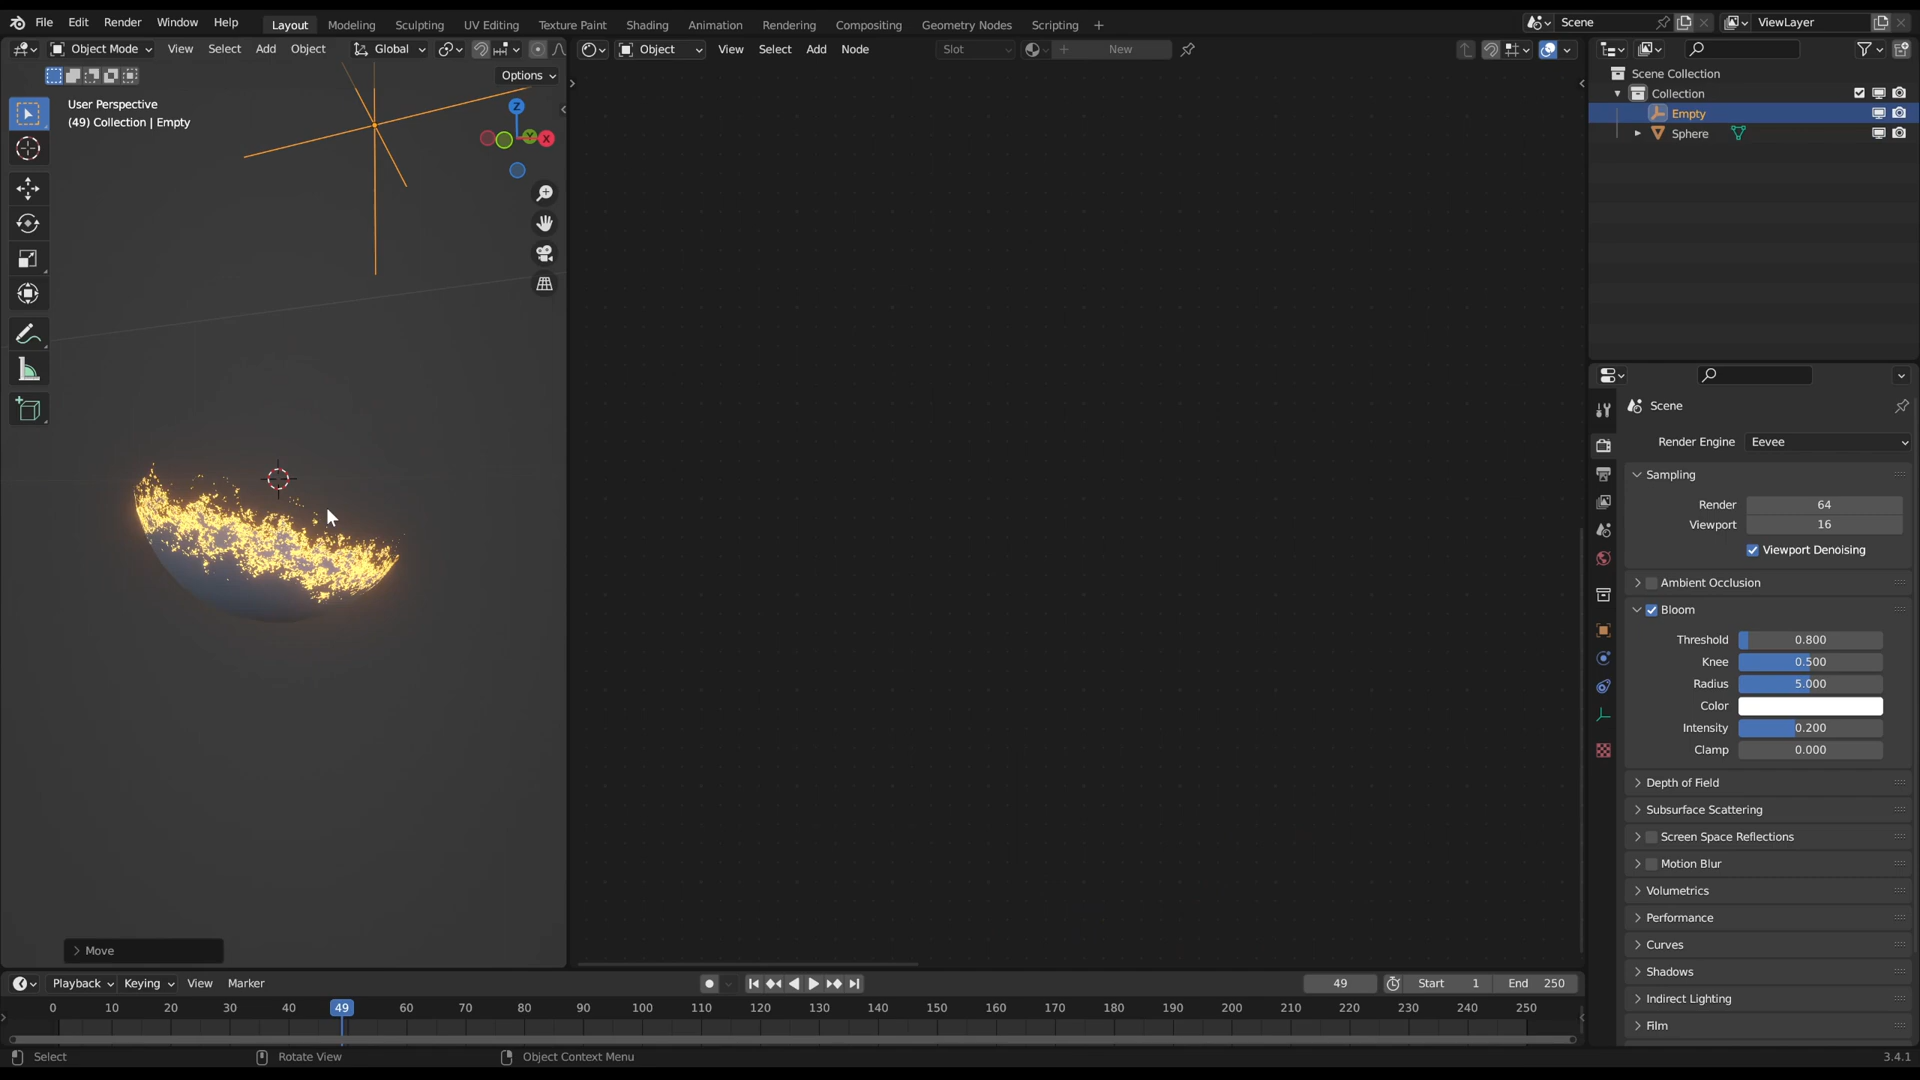 File Edit Render Window Help Layout Modeling Sculpting UV Editing Texture Paint Shading Animation Rendering Compositing Geometry Nodes Scripting + Scene ViewLayer
Object Mode View Select Add Object Global Object View Select Add Node Slot New
Options
User Perspective
(49) Collection | Empty
Z
Y
X
Scene Collection
Collection
Empty
Sphere
Scene
Render Engine Eevee
Sampling
Render 64
Viewport 16
Viewport Denoising
Ambient Occlusion
Bloom
Threshold 0.800
Knee 0.500
Radius 5.000
Color
Intensity 0.200
Clamp 0.000
Depth of Field
Subsurface Scattering
Screen Space Reflections
Motion Blur
Volumetrics
Performance
Curves
Shadows
Indirect Lighting
Film
Move
Playback Keying View Marker 49 Start 1 End 250
0 10 20 30 40 49 60 70 80 90 100 110 120 130 140 150 160 170 180 190 200 210 220 230 240 250
Select Rotate View Object Context Menu 3.4.1